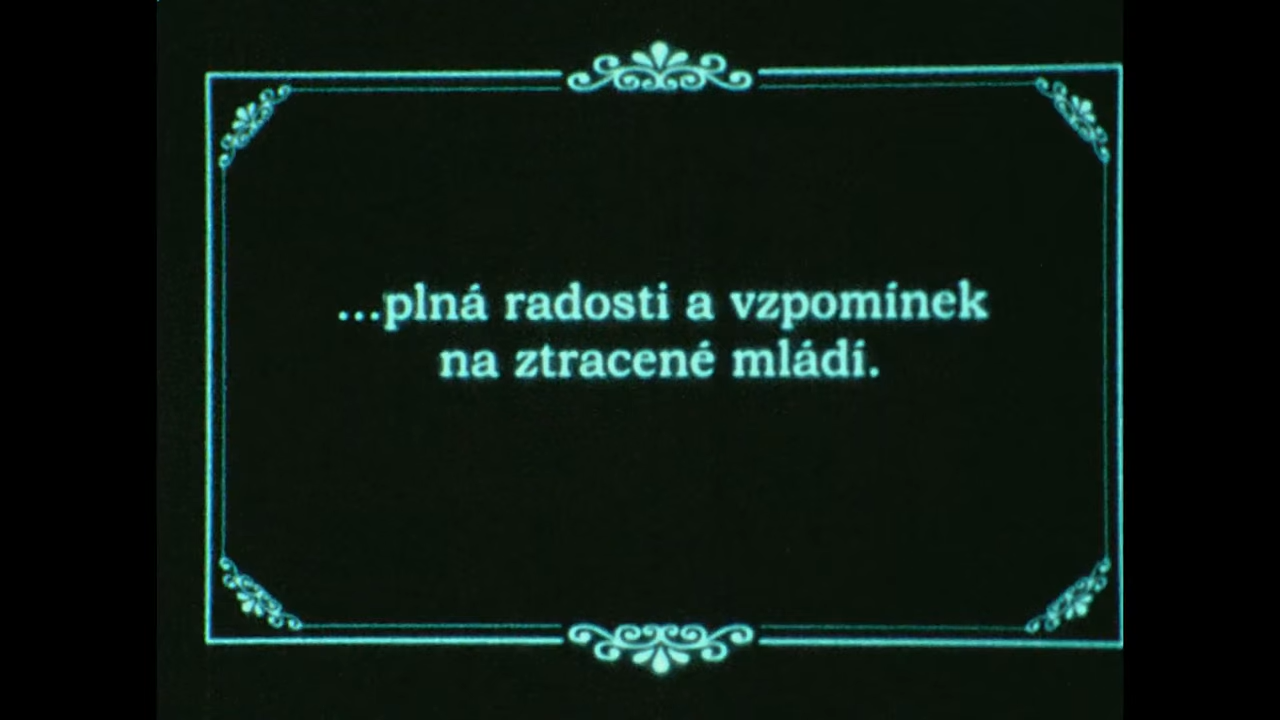 ...plná radosti a vzpomínek
na ztracené mládí.